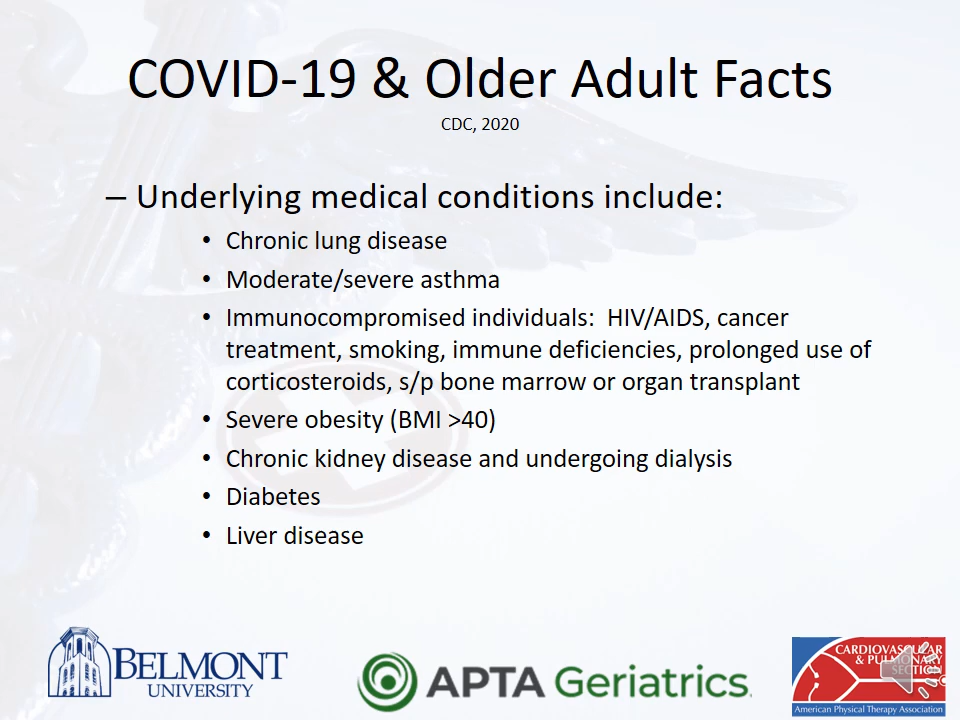 COVID-19 & Older Adult Facts
CDC, 2020
– Underlying medical conditions include:
• Chronic lung disease
• Moderate/severe asthma
• Immunocompromised individuals:  HIV/AIDS, cancer
treatment, smoking, immune deficiencies, prolonged use of
corticosteroids, s/p bone marrow or organ transplant
• Severe obesity (BMI >40)
• Chronic kidney disease and undergoing dialysis
• Diabetes
• Liver disease
BELMONT
UNIVERSITY
APTA Geriatrics
CARDIOVASCULAR
& PULMONARY
SECTION
American Physical Therapy Association